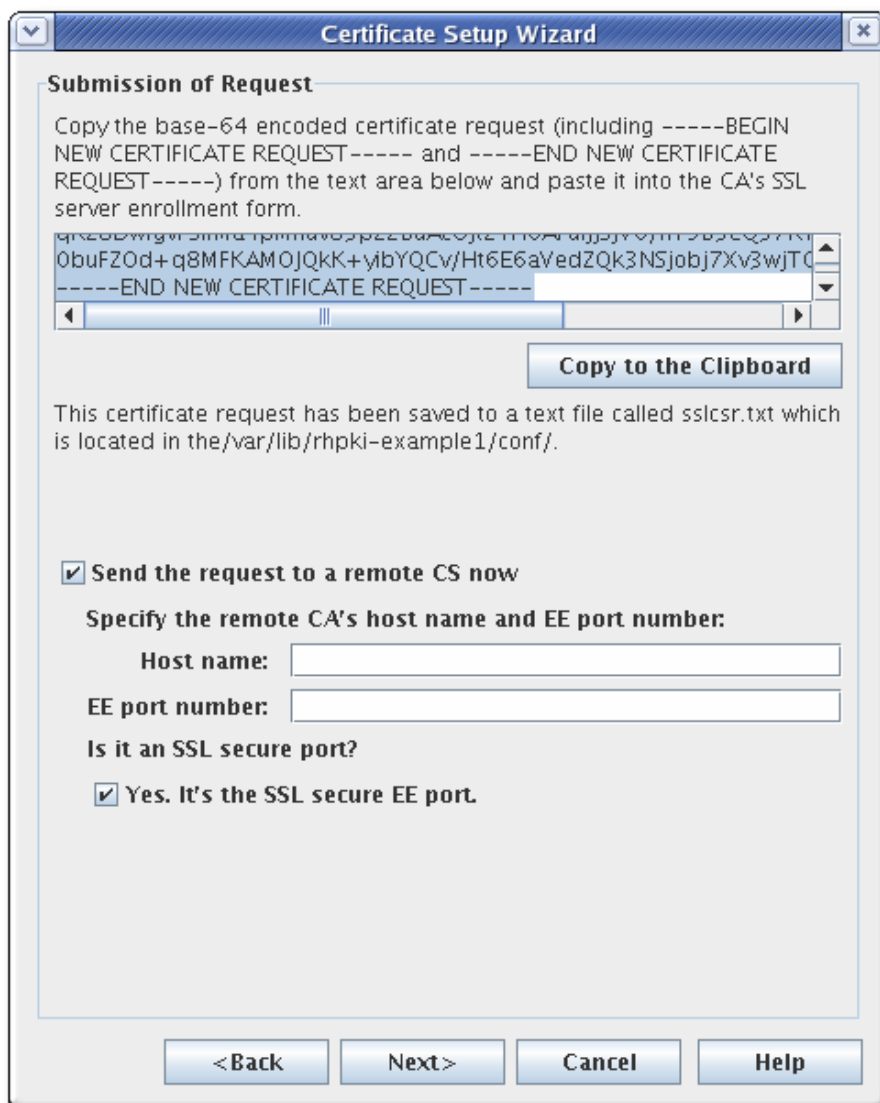 Certificate Setup Wizard
Submission of Request
Copy the base-64 encoded certificate request (including -----BEGIN
NEW CERTIFICATE REQUEST----- and -----END NEW CERTIFICATE
REQUEST-----) from the text area below and paste it into the CA's SSL
server enrollment form.
0buFZOd+q8MFKAMOJQkK+yibYQCv/Ht6E6aVedZQk3NSjobj7Xv3wjTC
-----END NEW CERTIFICATE REQUEST-----
Copy to the Clipboard
This certificate request has been saved to a text file called sslcsr.txt which
is located in the/var/lib/rhpki-example1/conf/.
Send the request to a remote CS now
Specify the remote CA's host name and EE port number:
Host name:
EE port number:
Is it an SSL secure port?
Yes. It's the SSL secure EE port.
<Back
Next>
Cancel
Help